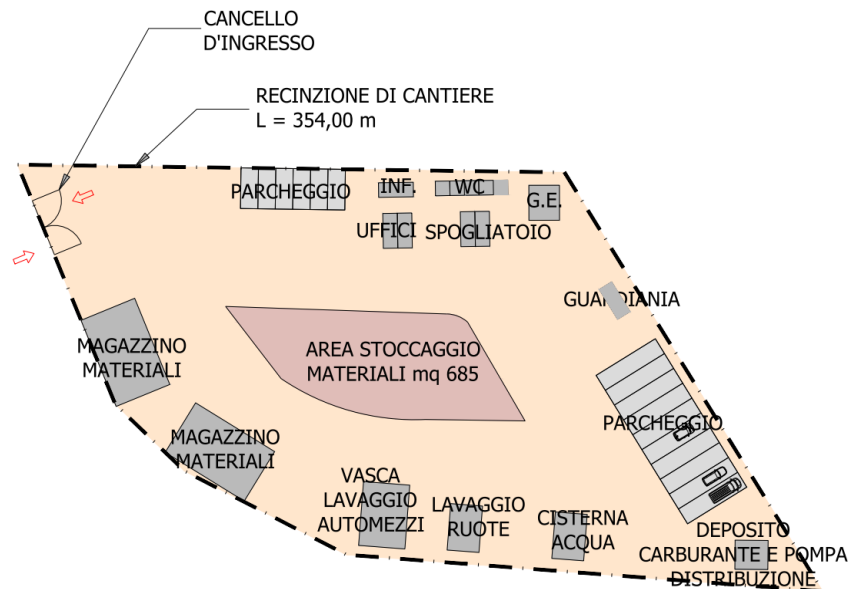 CANCELLO
D'INGRESSO
RECINZIONE DI CANTIERE
L = 354,00 m
PARCHEGGIO
INF.
WC
G.E.
UFFICI
SPOGLIATOIO
GUARDIANIA
MAGAZZINO
MATERIALI
AREA STOCCAGGIO
MATERIALI mq 685
PARCHEGGIO
MAGAZZINO
MATERIALI
VASCA
LAVAGGIO
AUTOMEZZI
LAVAGGIO
RUOTE
CISTERNA
ACQUA
DEPOSITO
CARBURANTE E POMPA
DISTRIBUZIONE